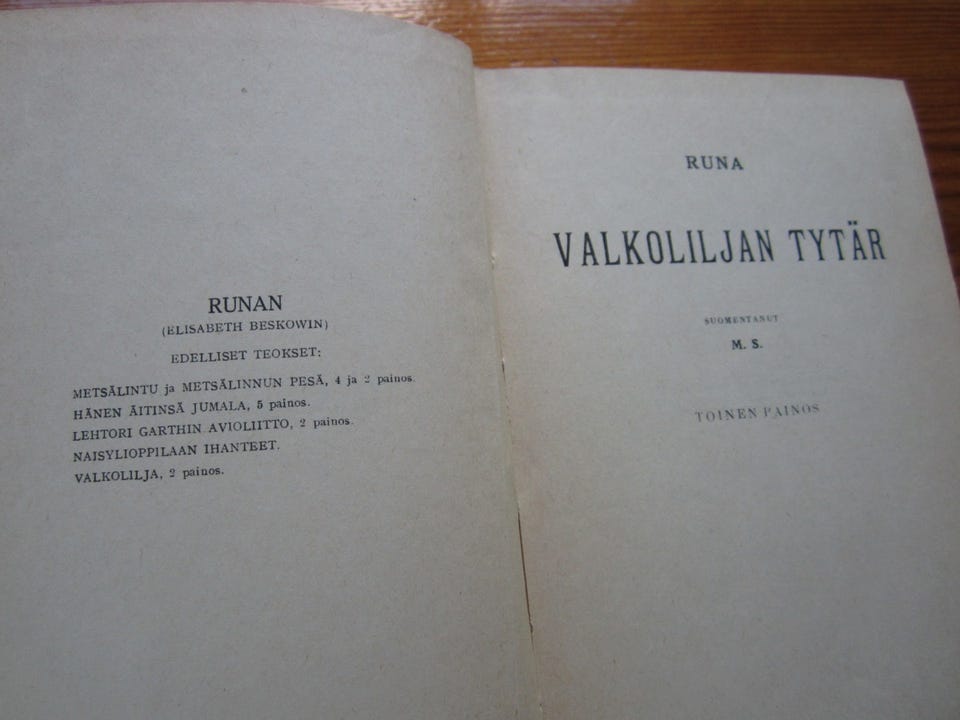 RUNAN
(ELISABETH BESKOWIN)
EDELLISET TEOKSET:
METSÄLINTU ja METSÄLINNUN PESÄ, 4 ja 2 painos.
HÄNEN ÄITINSÄ JUMALA, 5 painos.
LEHTORI GARTHIN AVIOLIITTO, 2 painos.
NAISYLIOPPILAAN IHANTEET.
VALKOLILJA, 2 painos.
RUNA
VALKOLILJAN TYTÄR
SUOMENTANUT
M. S.
TOINEN PAINOS